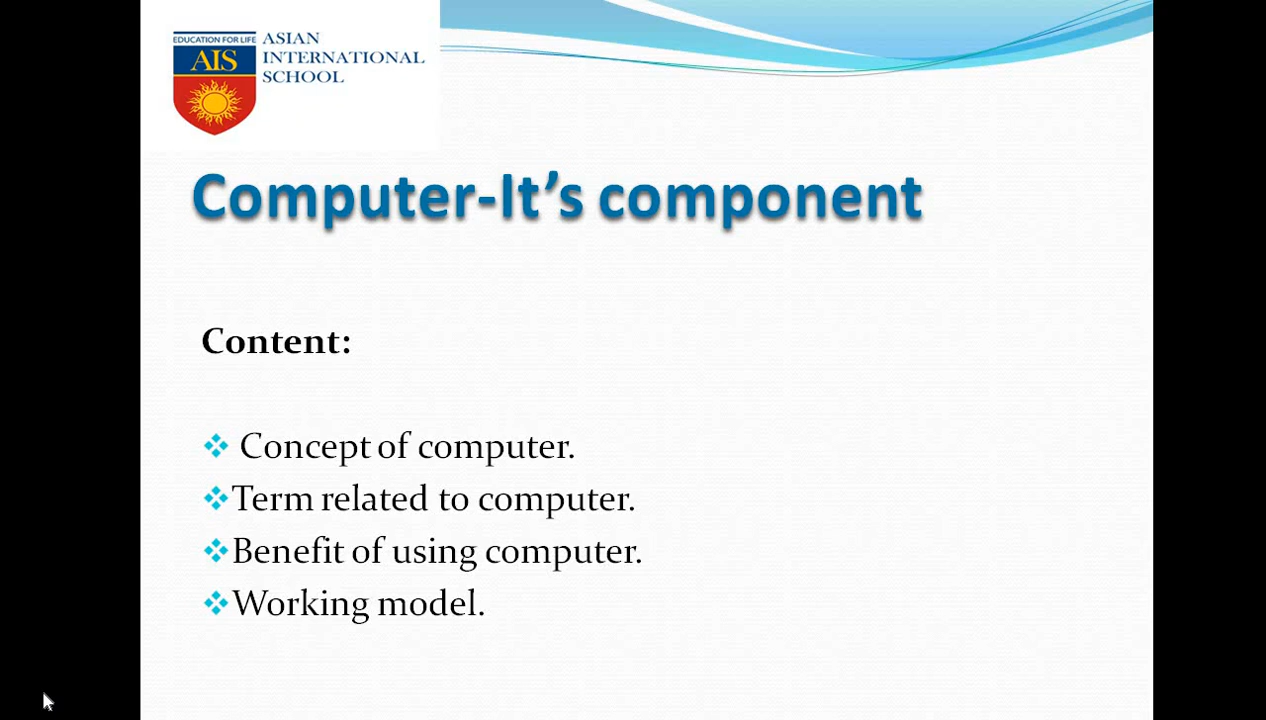 EDUCATION FOR LIFE
AIS
ASIAN
INTERNATIONAL
SCHOOL
Computer-It’s component
Content:
Concept of computer.
Term related to computer.
Benefit of using computer.
Working model.